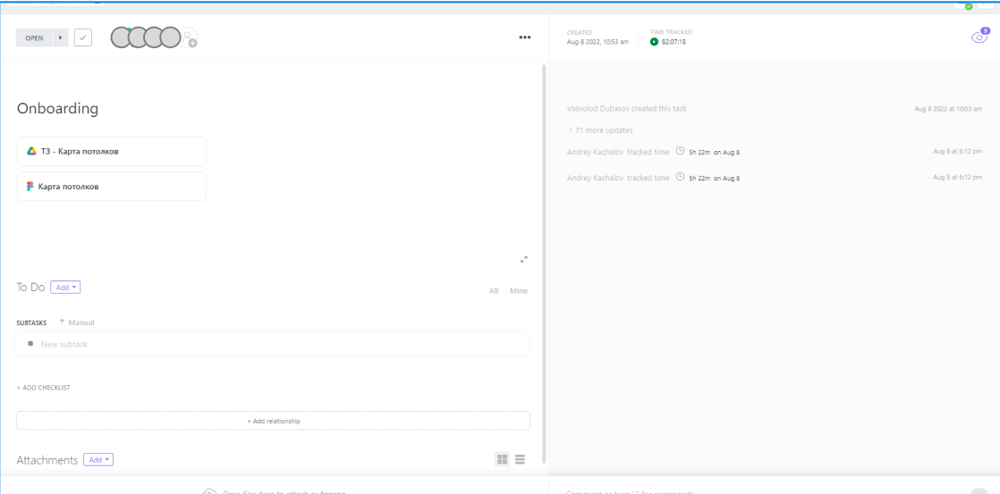 OPEN
CREATED
Aug 8 2022, 10:53 am
TIME TRACKED
82:07:18
9
Onboarding
ТЗ - Карта потолков
Карта потолков
To Do
Add
All Mine
SUBTASKS Manual
New subtask
+ ADD CHECKLIST
+ Add relationship
Attachments
Add
Drop files here to attach or browse
Vsevolod Dubasov created this task Aug 8 2022 at 10:53 am
> 71 more updates
Andrey Kachalov tracked time 5h 22m on Aug 8 Aug 8 at 6:12 pm
Andrey Kachalov tracked time 5h 22m on Aug 8 Aug 8 at 6:12 pm
Comment or type '/' for commands